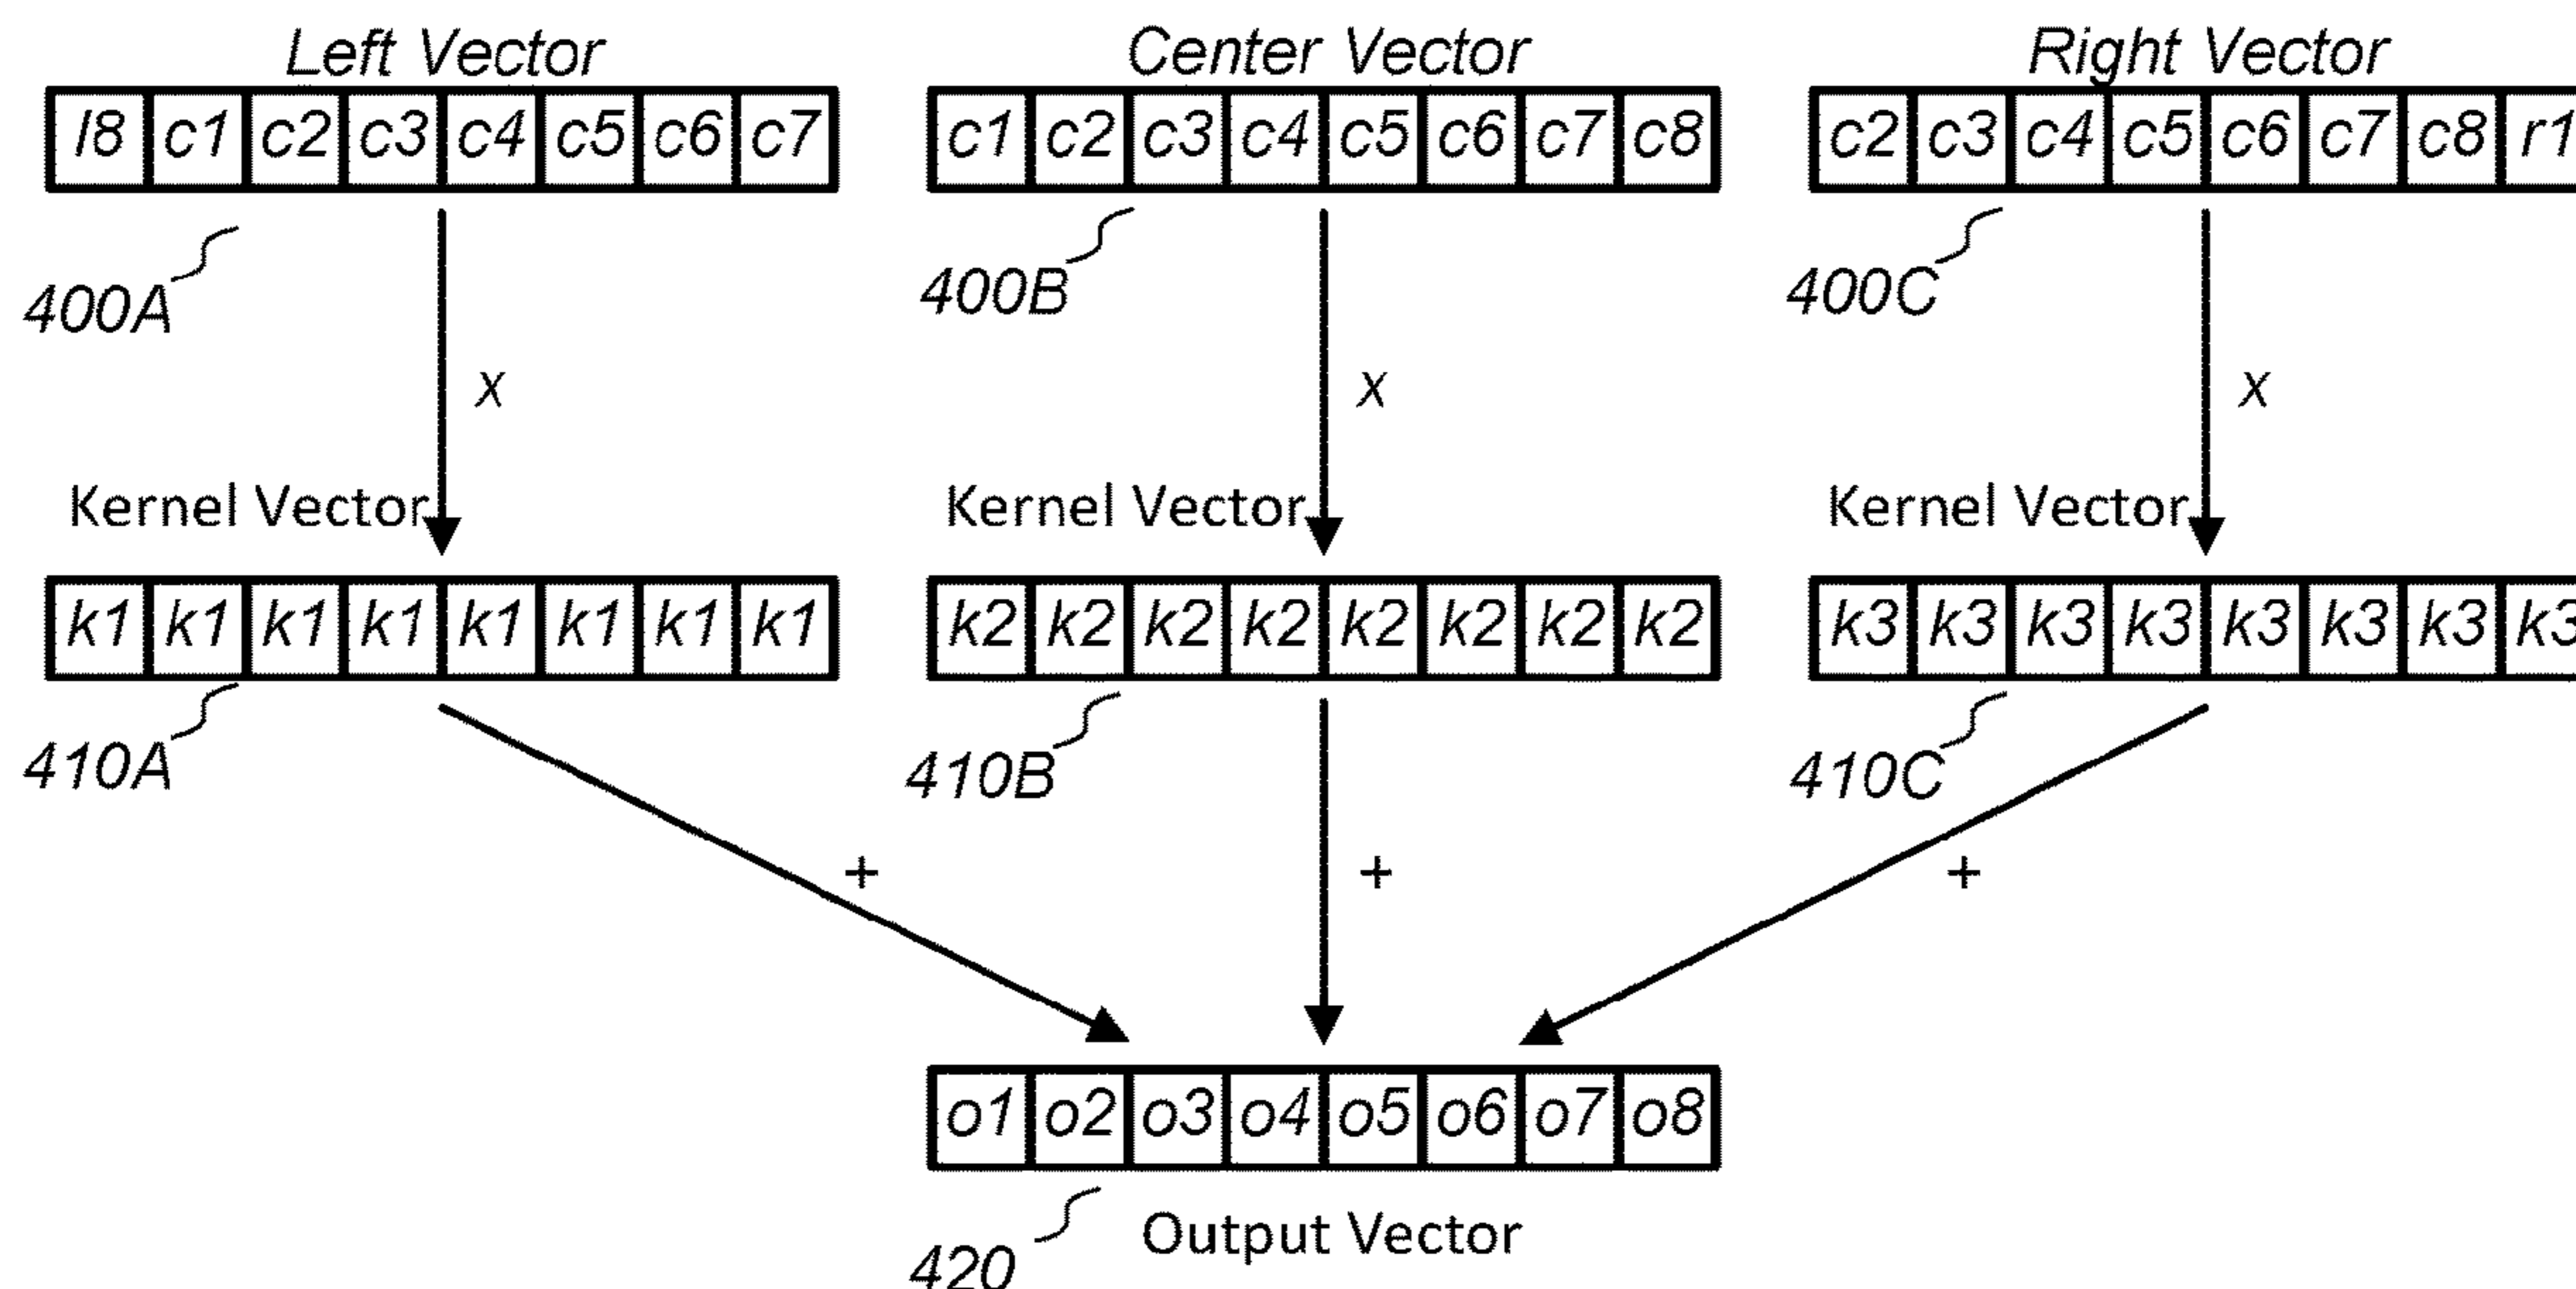 Left Vector Center Vector Right Vector
l8 c1 c2 c3 c4 c5 c6 c7 c1 c2 c3 c4 c5 c6 c7 c8 c2 c3 c4 c5 c6 c7 c8 r1
400A 400B 400C
x x x
Kernel Vector Kernel Vector Kernel Vector
k1 k1 k1 k1 k1 k1 k1 k1 k2 k2 k2 k2 k2 k2 k2 k2 k3 k3 k3 k3 k3 k3 k3 k3
410A 410B 410C
+ + +
o1 o2 o3 o4 o5 o6 o7 o8
420 Output Vector